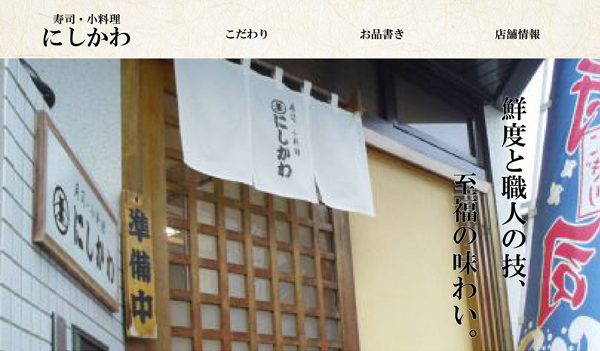 寿司・小料理
にしかわ
こだわり
お品書き
店舗情報
鮮度と職人の技、
至福の味わい。
寿司・小料理
にしかわ
寿司・小料理
にしかわ
準備中